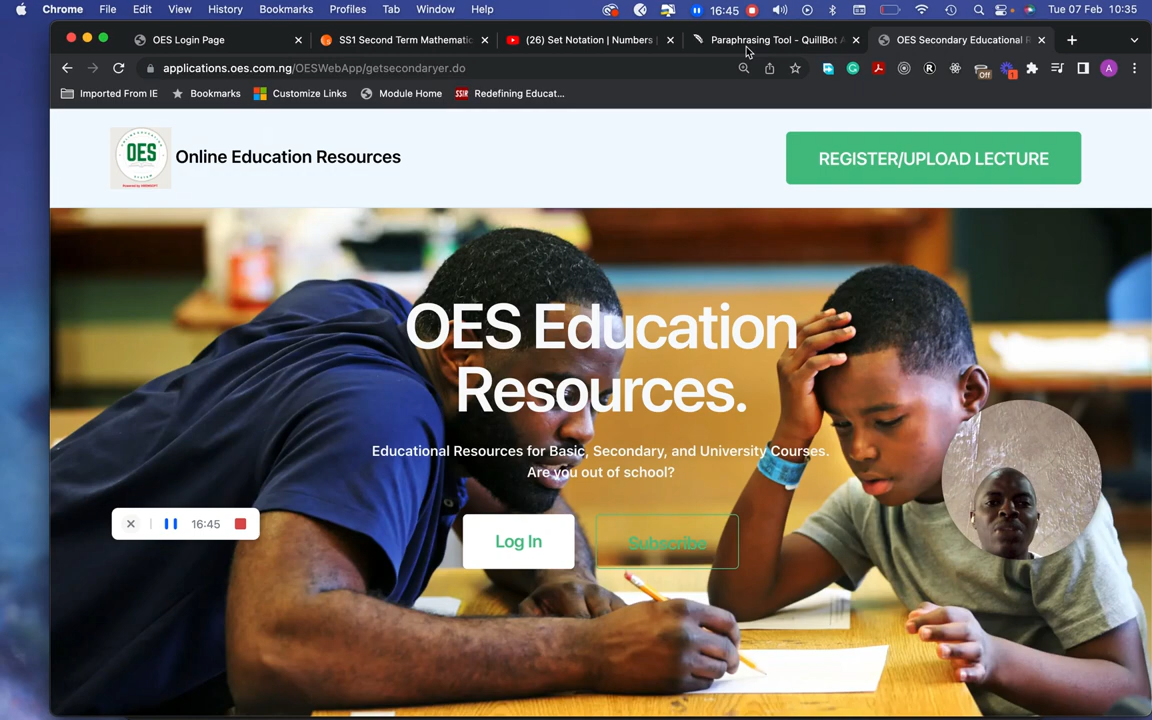 Chrome File Edit View History Bookmarks Profiles Tab Window Help 16:45 Tue 07 Feb 10:35
OES Login Page SS1 Second Term Mathematic (26) Set Notation | Numbers | Paraphrasing Tool - QuillBot A OES Secondary Educational R
applications.oes.com.ng/OESWebApp/getsecondaryer.do Off 1 A
Imported From IE Bookmarks Customize Links Module Home SSIR Redefining Educat...
OES Online Education Resources REGISTER/UPLOAD LECTURE
OES Education
Resources.
Educational Resources for Basic, Secondary, and University Courses.
Are you out of school?
16:45
Log In Subscribe